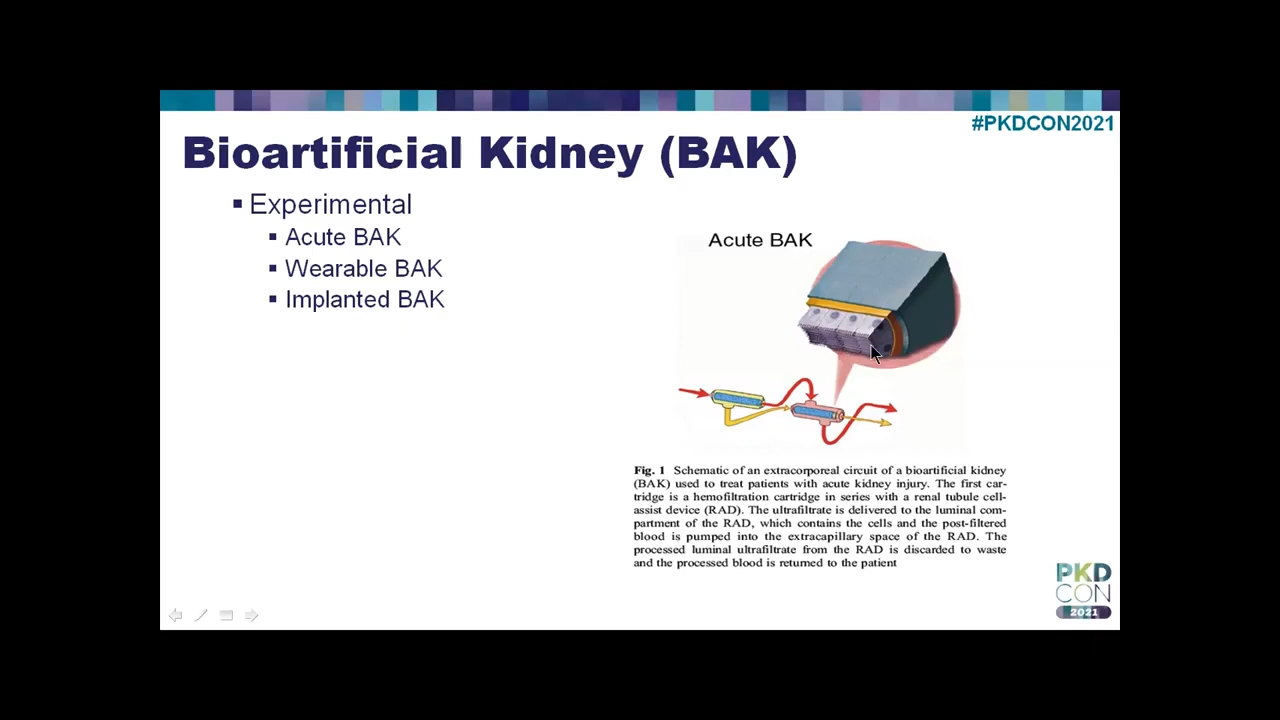 #PKDCON2021
Bioartificial Kidney (BAK)
▪ Experimental
▪ Acute BAK
▪ Wearable BAK
▪ Implanted BAK
Acute BAK
Fig. 1 Schematic of an extracorporeal circuit of a bioartificial kidney
(BAK) used to treat patients with acute kidney injury. The first car-
tridge is a hemofiltration cartridge in series with a renal tubule cell-
assist device (RAD). The ultrafiltrate is delivered to the luminal com-
partment of the RAD, which contains the cells and the post-filtered
blood is pumped into the extracapillary space of the RAD. The
processed luminal ultrafiltrate from the RAD is discarded to waste
and the processed blood is returned to the patient
PKD
CON
2021